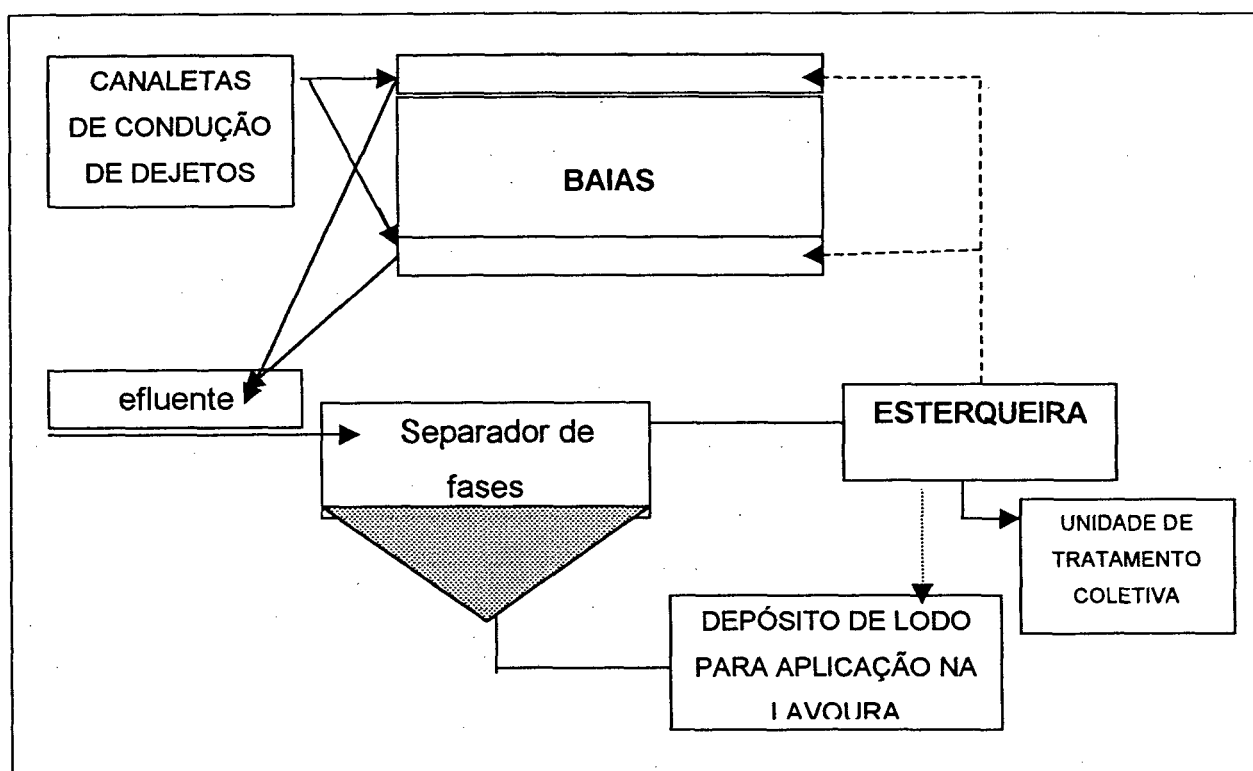 CANALETAS
DE CONDUÇÃO
DE DEJETOS
BAIAS
efluente
Separador de
fases
ESTERQUEIRA
UNIDADE DE
TRATAMENTO
COLETIVA
DEPÓSITO DE LODO
PARA APLICAÇÃO NA
LAVOURA